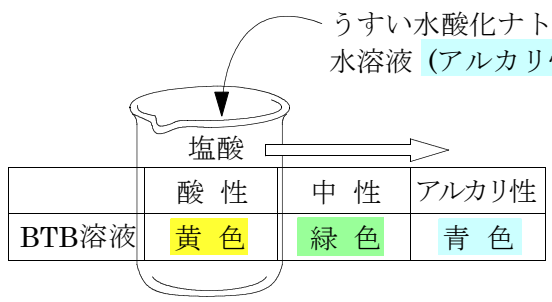 うすい水酸化ナト
水溶液 (アルカリ
塩酸
酸 性 中 性 アルカリ性
BTB溶液 黄 色 緑 色 青 色